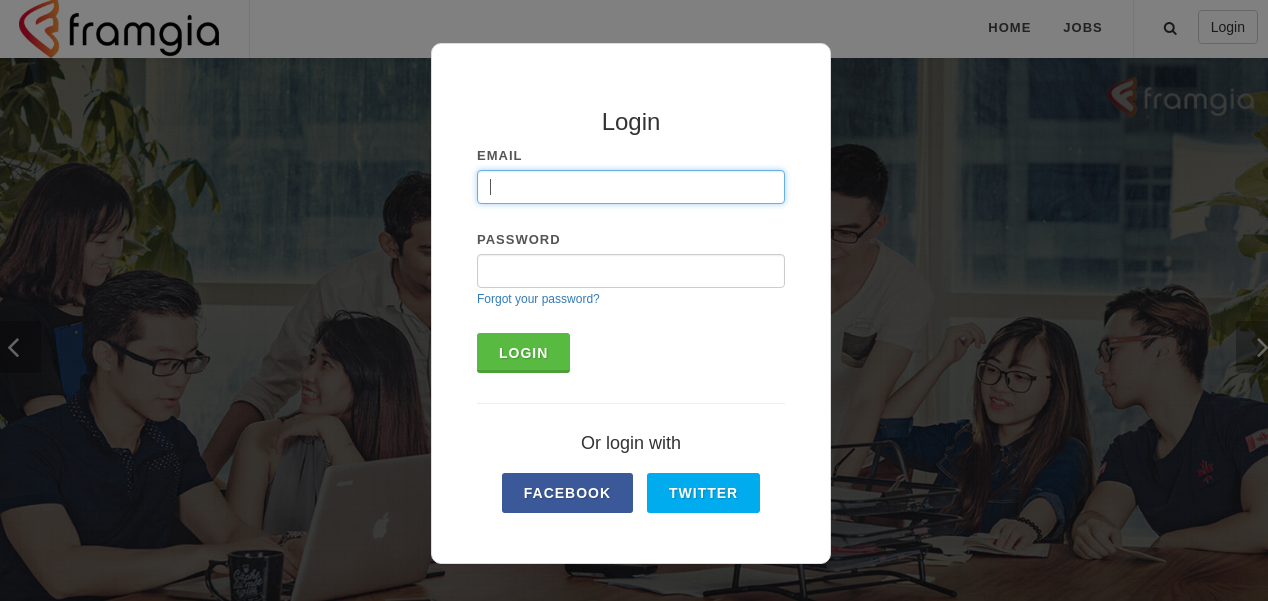 framgia
HOME JOBS Login
framgia
Login
EMAIL
PASSWORD
Forgot your password?
LOGIN
Or login with
FACEBOOK TWITTER